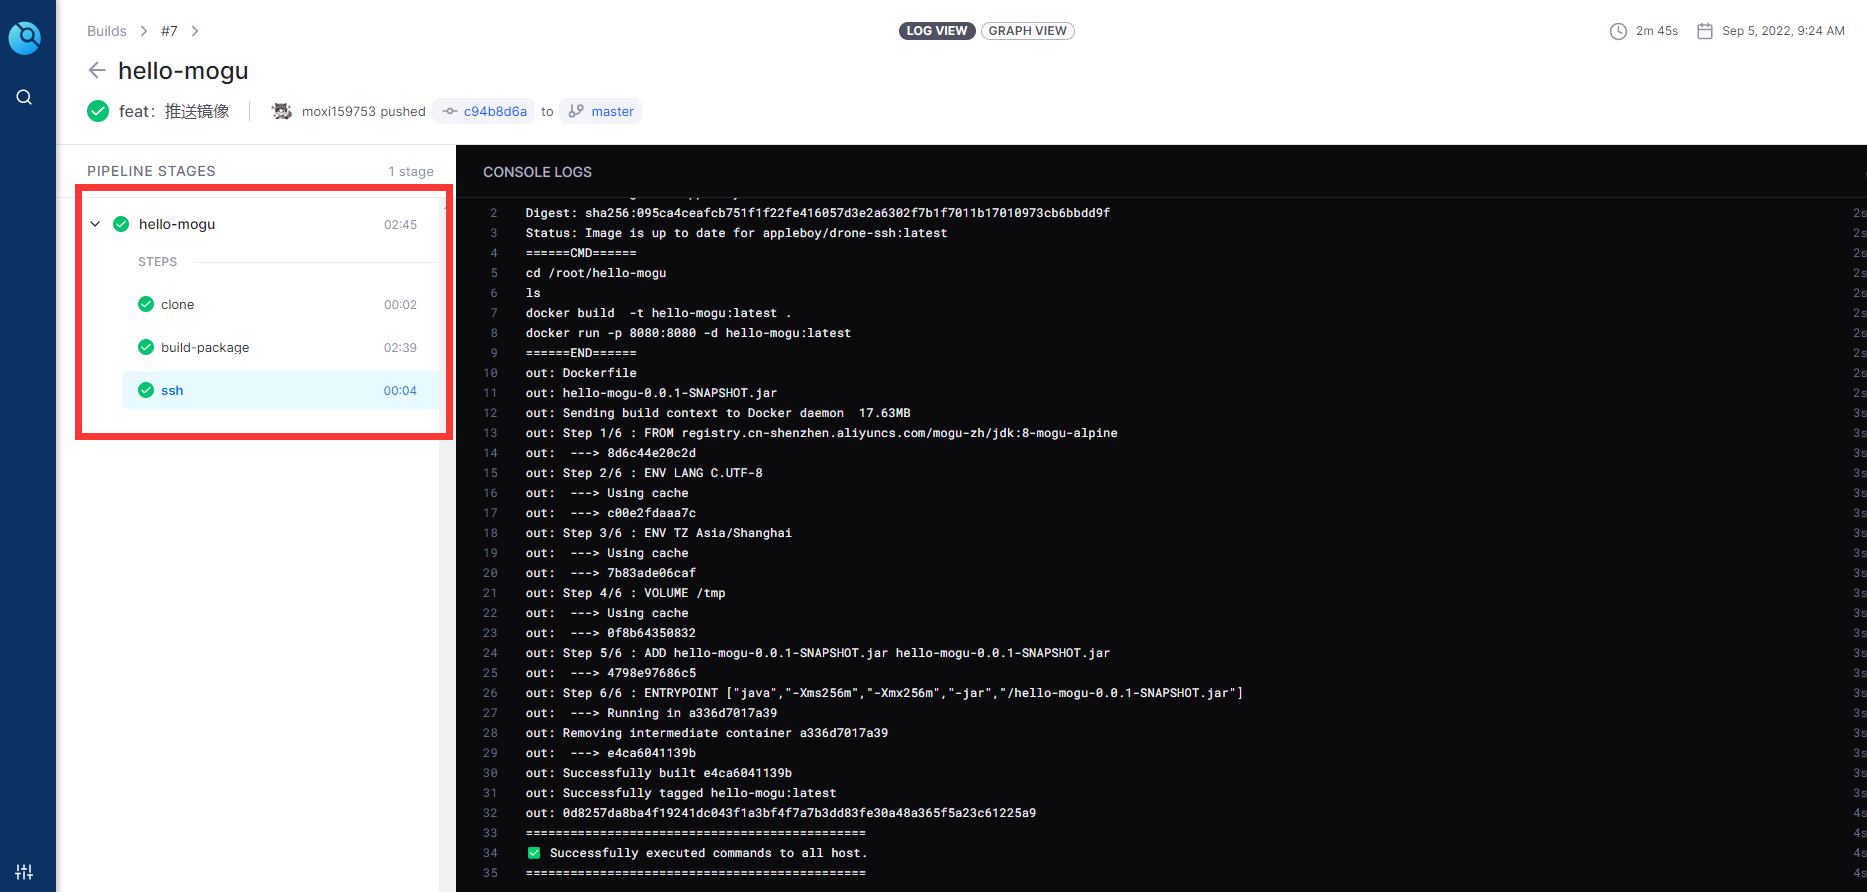 Builds > #7 >
LOG VIEW GRAPH VIEW
2m 45s Sep 5, 2022, 9:24 AM
hello-mogu
feat: 推送镜像 moxi159753 pushed c94b8d6a to master
PIPELINE STAGES 1 stage
hello-mogu 02:45
STEPS
clone 00:02
build-package 02:39
ssh 00:04
CONSOLE LOGS
2 Digest: sha256:095ca4ceafcb751f1f22fe416057d3e2a6302f7b1f7011b17010973cb6bbdd9f 2s
3 Status: Image is up to date for appleboy/drone-ssh:latest 2s
4 ======CMD====== 2s
5 cd /root/hello-mogu 2s
6 ls 2s
7 docker build  -t hello-mogu:latest . 2s
8 docker run -p 8080:8080 -d hello-mogu:latest 2s
9 ======END====== 2s
10 out: Dockerfile 2s
11 out: hello-mogu-0.0.1-SNAPSHOT.jar 2s
12 out: Sending build context to Docker daemon  17.63MB 3s
13 out: Step 1/6 : FROM registry.cn-shenzhen.aliyuncs.com/mogu-zh/jdk:8-mogu-alpine 3s
14 out:  ---> 8d6c44e20c2d 3s
15 out: Step 2/6 : ENV LANG C.UTF-8 3s
16 out:  ---> Using cache 3s
17 out:  ---> c00e2fdaaa7c 3s
18 out: Step 3/6 : ENV TZ Asia/Shanghai 3s
19 out:  ---> Using cache 3s
20 out:  ---> 7b83ade06caf 3s
21 out: Step 4/6 : VOLUME /tmp 3s
22 out:  ---> Using cache 3s
23 out:  ---> 0f8b64350832 3s
24 out: Step 5/6 : ADD hello-mogu-0.0.1-SNAPSHOT.jar hello-mogu-0.0.1-SNAPSHOT.jar 3s
25 out:  ---> 4798e97686c5 3s
26 out: Step 6/6 : ENTRYPOINT ["java","-Xms256m","-Xmx256m","-jar","/hello-mogu-0.0.1-SNAPSHOT.jar"] 3s
27 out:  ---> Running in a336d7017a39 3s
28 out: Removing intermediate container a336d7017a39 3s
29 out:  ---> e4ca6041139b 3s
30 out: Successfully built e4ca6041139b 3s
31 out: Successfully tagged hello-mogu:latest 3s
32 out: 0d8257da8ba4f19241dc043f1a3bf4f7a7b3dd83fe30a48a365f5a23c61225a9 4s
33 ============================================== 4s
34 ✅ Successfully executed commands to all host. 4s
35 ============================================== 4s